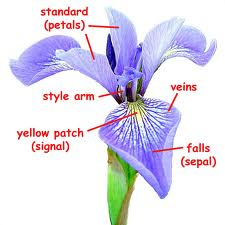 standard
(petals)
style arm
veins
yellow patch
(signal)
falls
(sepal)